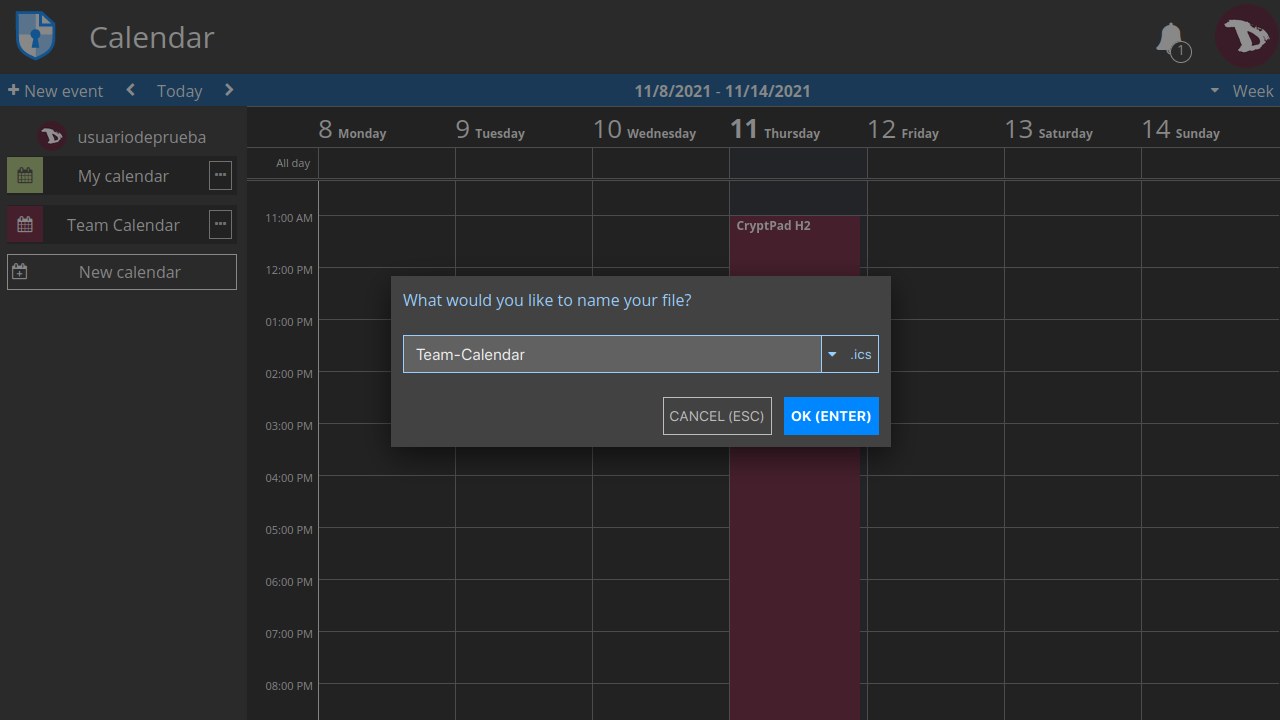 Calendar
1
New event
Today
11/8/2021 - 11/14/2021
Week
usuariodeprueba
My calendar
Team Calendar
New calendar
8 Monday
9 Tuesday
10 Wednesday
11 Thursday
12 Friday
13 Saturday
14 Sunday
All day
11:00 AM
12:00 PM
01:00 PM
02:00 PM
03:00 PM
04:00 PM
05:00 PM
06:00 PM
07:00 PM
08:00 PM
CryptPad H2
What would you like to name your file?
Team-Calendar
.ics
CANCEL (ESC)
OK (ENTER)